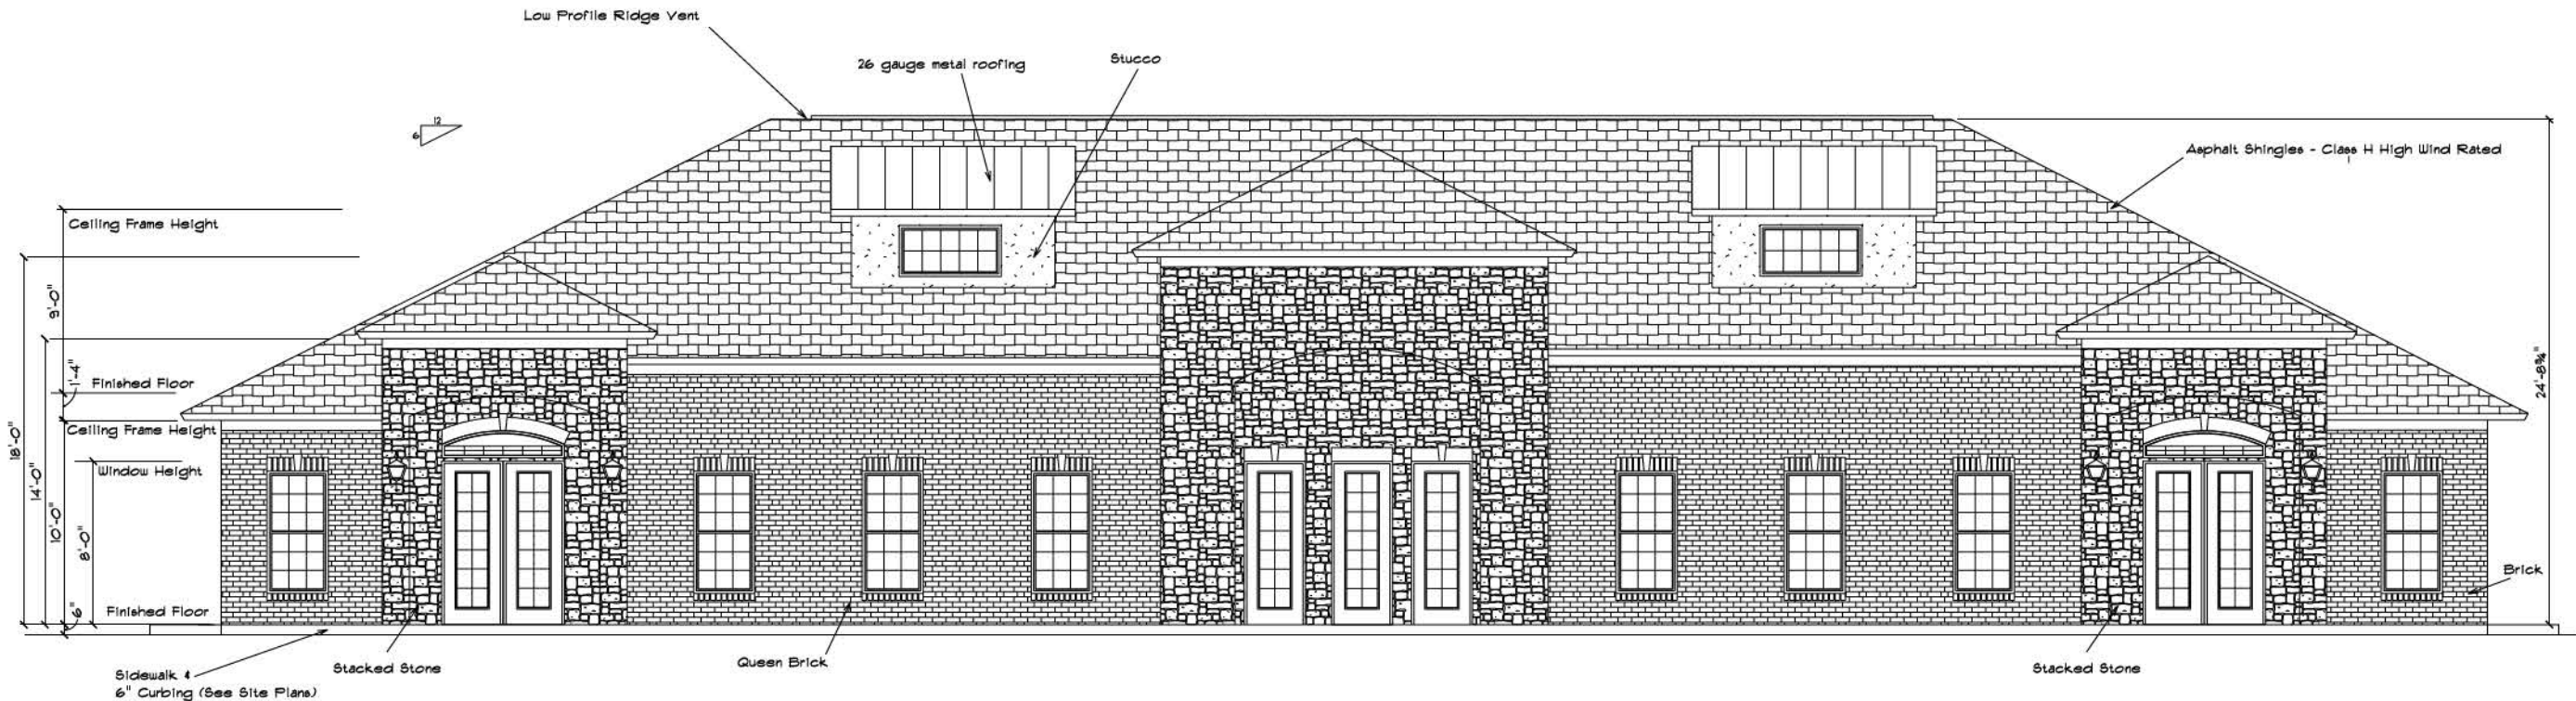 Low Profile Ridge Vent
26 gauge metal roofing
Stucco
12
6
Asphalt Shingles - Class H High Wind Rated
Ceiling Frame Height
9'-0"
1'-4"
Finished Floor
24'-8¾"
Ceiling Frame Height
18'-0"
14'-0"
10'-0"
Window Height
8'-0"
Brick
Finished Floor
6"
Sidewalk &
6" Curbing (See Site Plans)
Stacked Stone
Queen Brick
Stacked Stone